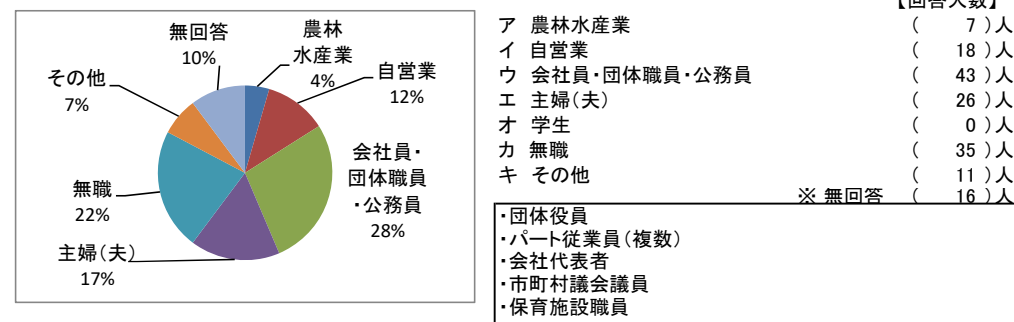 無回答
10%
農林
水産業
4%
自営業
12%
会社員・
団体職員
・公務員
28%
主婦(夫)
17%
無職
22%
その他
7%
【回答人数】
ア 農林水産業 ( 7 )人
イ 自営業 ( 18 )人
ウ 会社員・団体職員・公務員 ( 43 )人
エ 主婦(夫) ( 26 )人
オ 学生 ( 0 )人
カ 無職 ( 35 )人
キ その他 ( 11 )人
※ 無回答 ( 16 )人
・団体役員
・パート従業員(複数)
・会社代表者
・市町村議会議員
・保育施設職員